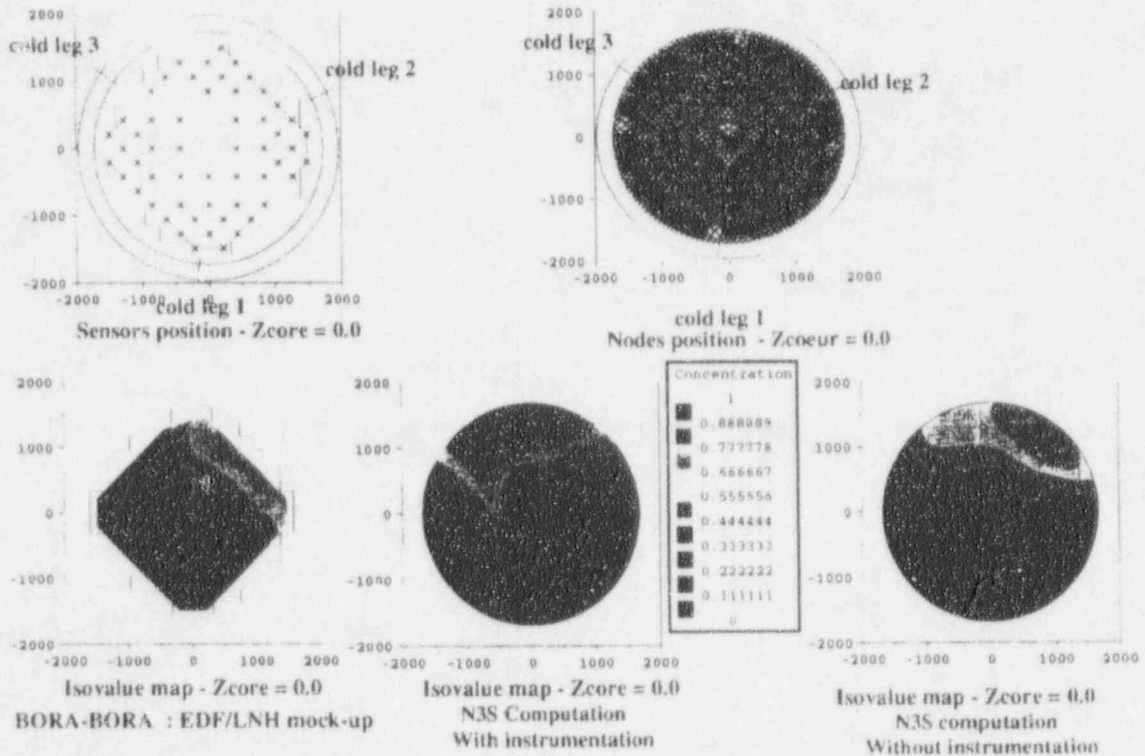 2000
cold leg 3
cold leg 2
1000
0
-1000
-2000
-2000 -1000 0 1000 2000
cold leg 1
Sensors position - Zcore = 0.0
2000
cold leg 3
1000
cold leg 2
0
-1000
-2000
-2000 -1000 0 1000 2000
cold leg 1
Nodes position - Zcoeur = 0.0
2000
1000
0
-1000
-2000
-2000 -1000 0 1000 2000
Isovalue map - Zcore = 0.0
BORA-BORA : EDF/LNH mock-up
2000
1000
0
-1000
-2000
-2000 -1000 0 1000 2000
Isovalue map - Zcore = 0.0
N3S Computation
With instrumentation
Concentration
1
0.888889
0.777778
0.666667
0.555556
0.444444
0.333333
0.222222
0.111111
0
2000
1000
0
-1000
-2000
-2000 -1000 0 1000 2000
Isovalue map - Zcore = 0.0
N3S computation
Without instrumentation